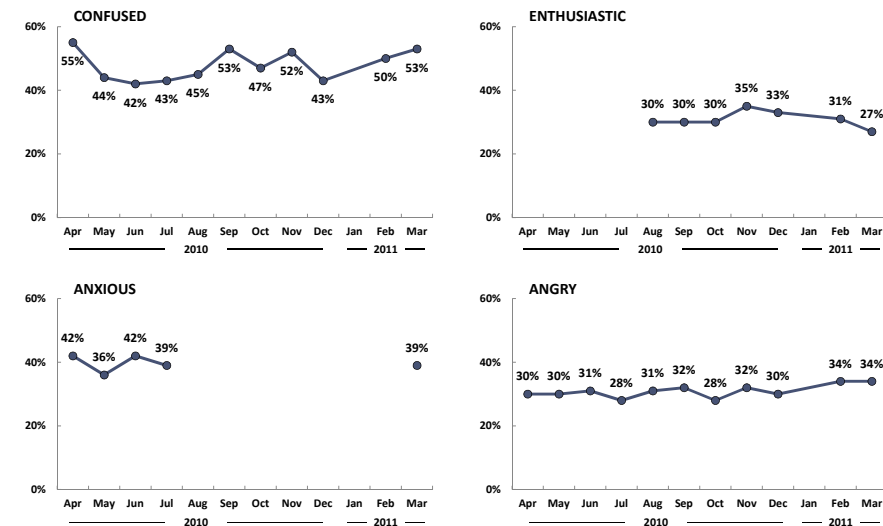 CONFUSED
60%
40%
20%
0%
55%
44%
42%
43%
45%
53%
47%
52%
43%
50%
53%
Apr May Jun Jul Aug Sep Oct Nov Dec Jan Feb Mar
2010 2011
ENTHUSIASTIC
60%
40%
20%
0%
30% 30% 30% 35% 33% 31% 27%
Apr May Jun Jul Aug Sep Oct Nov Dec Jan Feb Mar
2010 2011
ANXIOUS
60%
40%
20%
0%
42% 36% 42% 39% 39%
Apr May Jun Jul Aug Sep Oct Nov Dec Jan Feb Mar
2010 2011
ANGRY
60%
40%
20%
0%
30% 30% 31% 28% 31% 32% 28% 32% 30% 34% 34%
Apr May Jun Jul Aug Sep Oct Nov Dec Jan Feb Mar
2010 2011